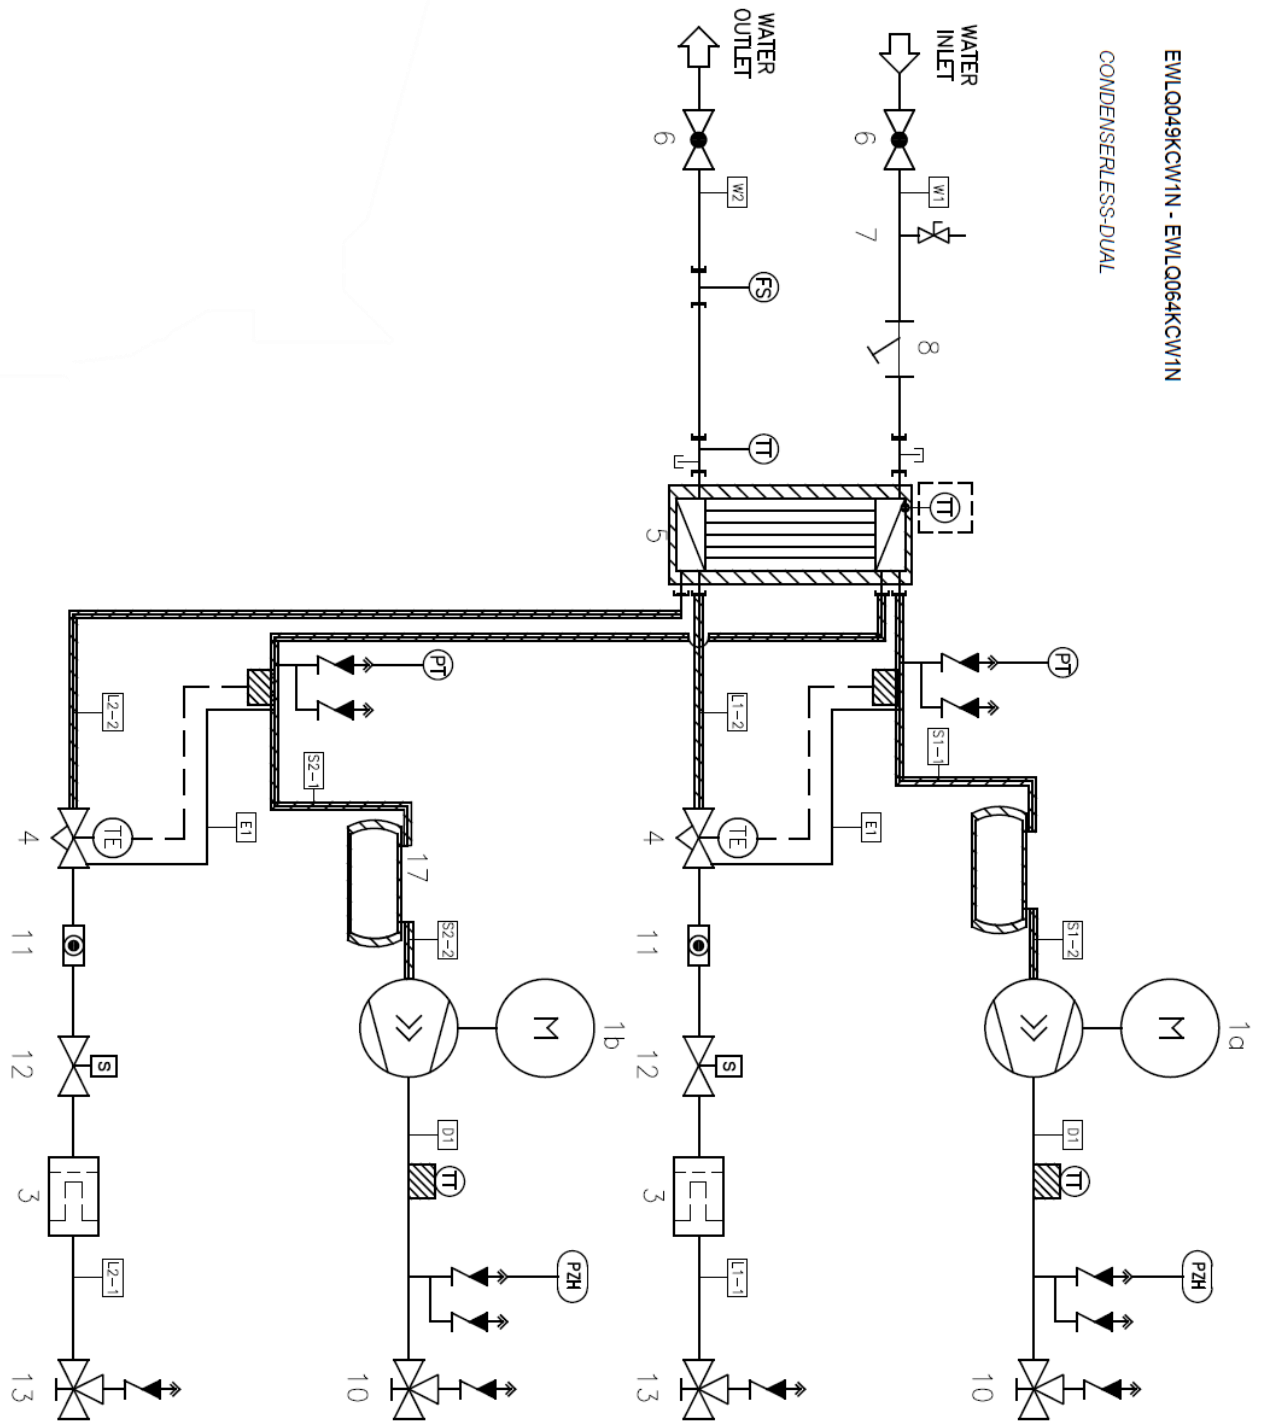 EWLQ049KCW1N - EWLQ064KCW1N
CONDENSERLESS-DUAL
WATER
INLET
WATER
OUTLET
6
6
W1
W2
7
FS
8
TT
TT
5
PT
PT
L2-2
L1-2
S1-1
S2-1
4
TE
E1
4
TE
E1
17
11
S2-2
11
S1-2
M
1b
M
1a
12
S
12
S
D1
D1
TT
TT
3
3
L2-1
L1-1
PZH
PZH
13
10
13
10